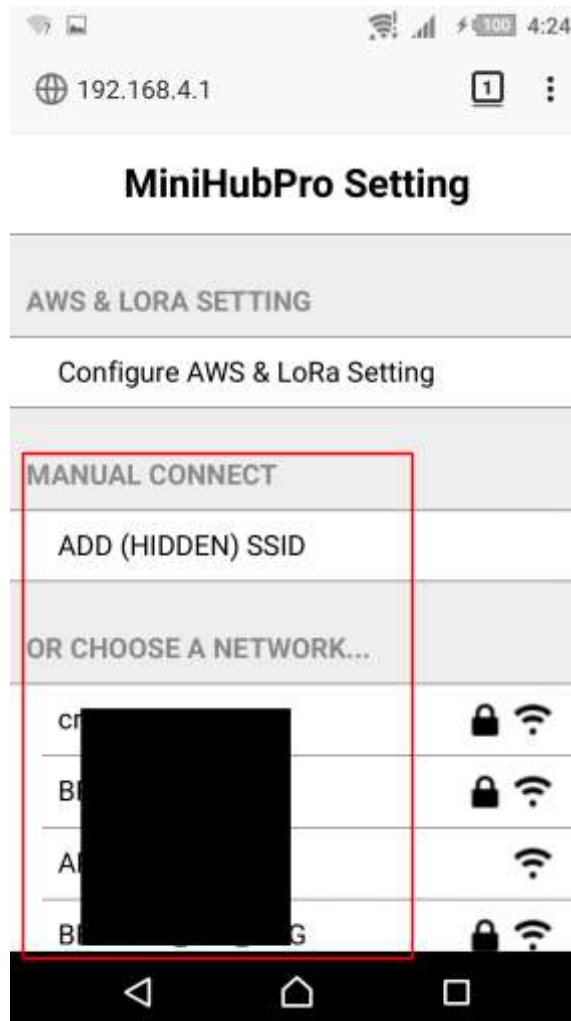 100 4:24
192.168.4.1 1
MiniHubPro Setting
AWS & LORA SETTING
Configure AWS & LoRa Setting
MANUAL CONNECT
ADD (HIDDEN) SSID
OR CHOOSE A NETWORK...